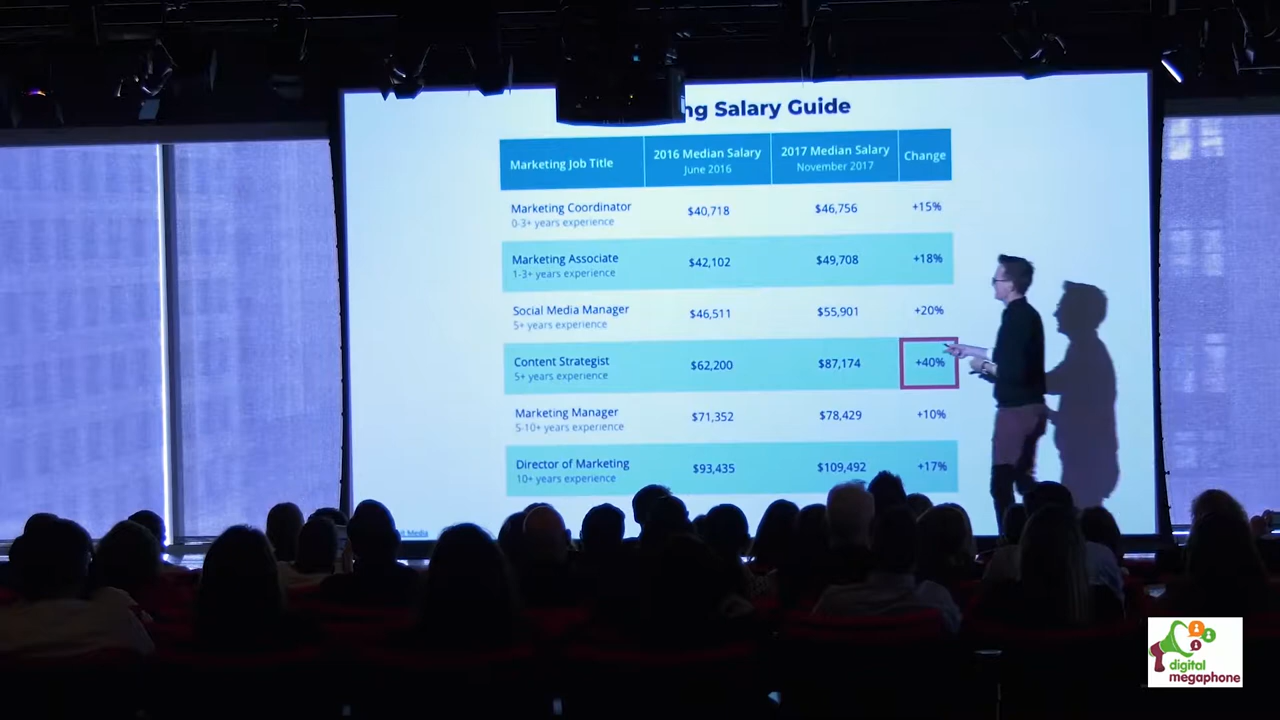 ng Salary Guide
Marketing Job Title 2016 Median Salary 2017 Median Salary Change
June 2016 November 2017
Marketing Coordinator $40,718 $46,756 +15%
0-3+ years experience
Marketing Associate $42,102 $49,708 +18%
1-3+ years experience
Social Media Manager $46,511 $55,901 +20%
5+ years experience
Content Strategist $62,200 $87,174 +40%
5+ years experience
Marketing Manager $71,352 $78,429 +10%
5-10+ years experience
Director of Marketing $93,435 $109,492 +17%
10+ years experience
Media
digital
megaphone